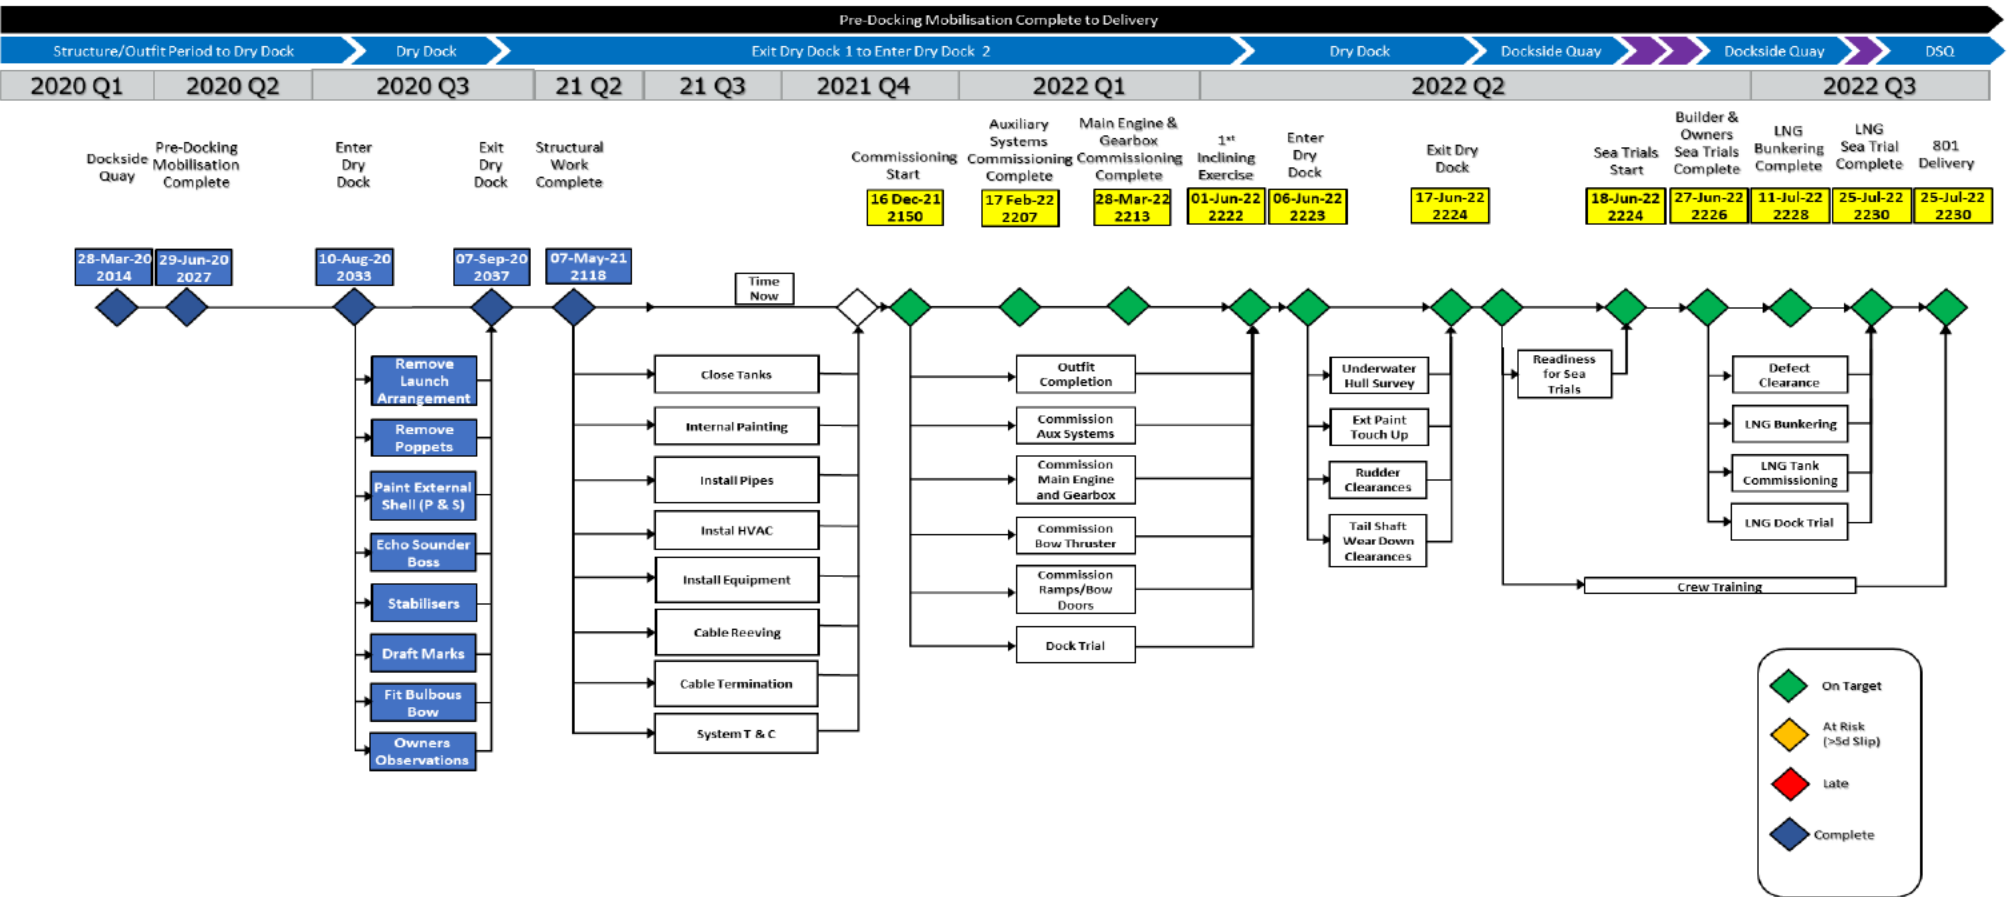 Pre-Docking Mobilisation Complete to Delivery
Structure/Outfit Period to Dry Dock
Dry Dock
Exit Dry Dock 1 to Enter Dry Dock 2
Dry Dock
Dockside Quay
Dockside Quay
DSQ
2020 Q1
2020 Q2
2020 Q3
21 Q2
21 Q3
2021 Q4
2022 Q1
2022 Q2
2022 Q3
Dockside
Quay
Pre-Docking
Mobilisation
Complete
Enter
Dry
Dock
Exit
Dry
Dock
Structural
Work
Complete
Commissioning
Start
Auxiliary
Systems
Commissioning
Complete
Main Engine &
Gearbox
Commissioning
Complete
1st
Inclining
Exercise
Enter
Dry
Dock
Exit Dry
Dock
Sea Trials
Start
Builder &
Owners
Sea Trials
Complete
LNG
Bunkering
Complete
LNG
Sea Trial
Complete
801
Delivery
16 Dec-21
2150
17 Feb-22
2207
28-Mar-22
2213
01-Jun-22
2222
06-Jun-22
2223
17-Jun-22
2224
18-Jun-22
2224
27-Jun-22
2226
11-Jul-22
2228
25-Jul-22
2230
25-Jul-22
2230
28-Mar-20
2014
29-Jun-20
2027
10-Aug-20
2033
07-Sep-20
2037
07-May-21
2118
Time
Now
Remove
Launch
Arrangement
Remove
Poppets
Paint External
Shell (P & S)
Echo Sounder
Boss
Stabilisers
Draft Marks
Fit Bulbous
Bow
Owners
Observations
Close Tanks
Internal Painting
Install Pipes
Instal HVAC
Install Equipment
Cable Reeving
Cable Termination
System T & C
Outfit
Completion
Commission
Aux Systems
Commission
Main Engine
and Gearbox
Commission
Bow Thruster
Commission
Ramps/Bow
Doors
Dock Trial
Underwater
Hull Survey
Ext Paint
Touch Up
Rudder
Clearances
Tail Shaft
Wear Down
Clearances
Readiness
for Sea
Trials
Defect
Clearance
LNG Bunkering
LNG Tank
Commissioning
LNG Dock Trial
Crew Training
On Target
At Risk
(>5d Slip)
Late
Complete